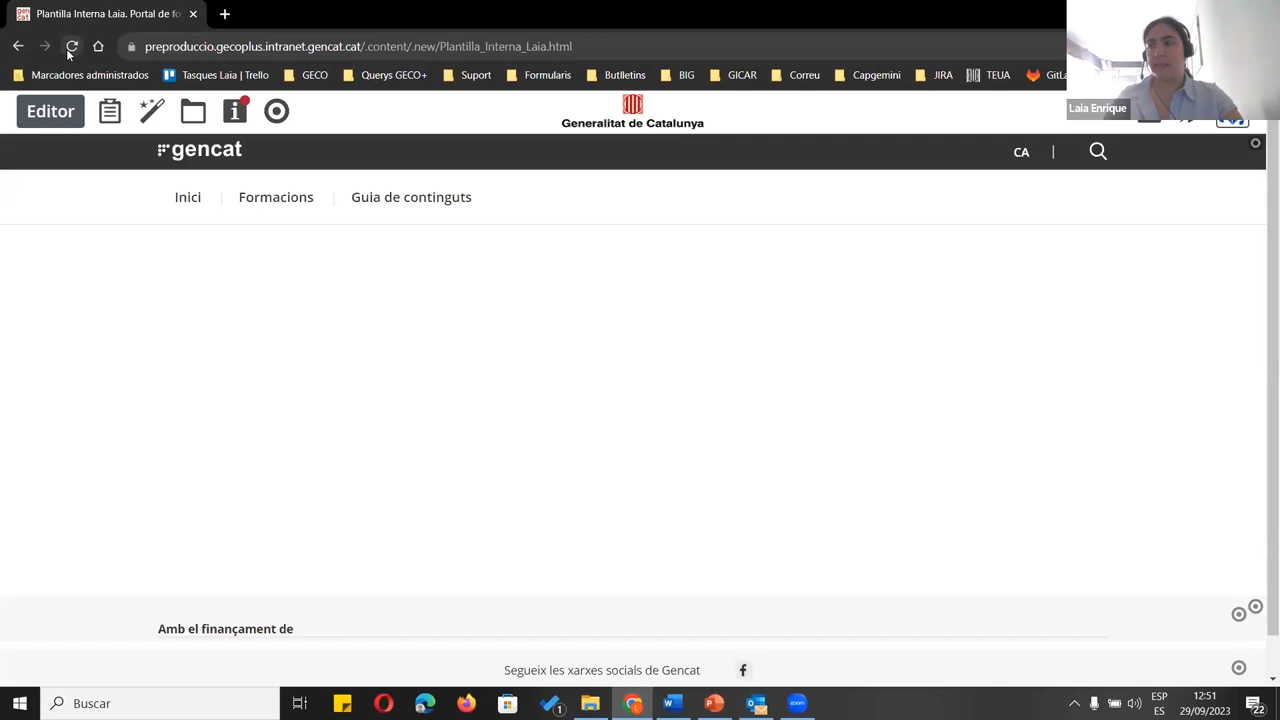 Plantilla Interna Laia. Portal de fo
preproduccio.gecoplus.intranet.gencat.cat/.content/.new/Plantilla_Interna_Laia.html
Marcadores administrados
Tasques Laia | Trello
GECO
Querys GECO+
Suport
Formularis
Butlletins
BIG
GICAR
Correu
Capgemini
JIRA
TEUA
GitLa
Laia Enrique
Editor
Generalitat de Catalunya
gencat
CA |
Inici
Formacions
Guia de continguts
Amb el finançament de
Segueix les xarxes socials de Gencat
Buscar
ESP
ES
12:51
29/09/2023
22